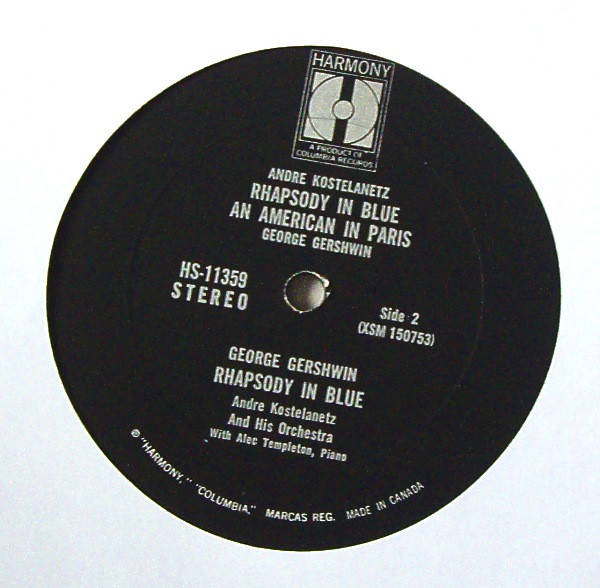 HARMONY
A PRODUCT OF
COLUMBIA RECORDS
ANDRE KOSTELANETZ
RHAPSODY IN BLUE
AN AMERICAN IN PARIS
GEORGE GERSHWIN
HS-11359
STEREO
Side 2
(XSM 150753)
GEORGE GERSHWIN
RHAPSODY IN BLUE
Andre Kostelanetz
And His Orchestra
With Alec Templeton, Piano
℗ "HARMONY," "COLUMBIA," MARCAS REG. MADE IN CANADA